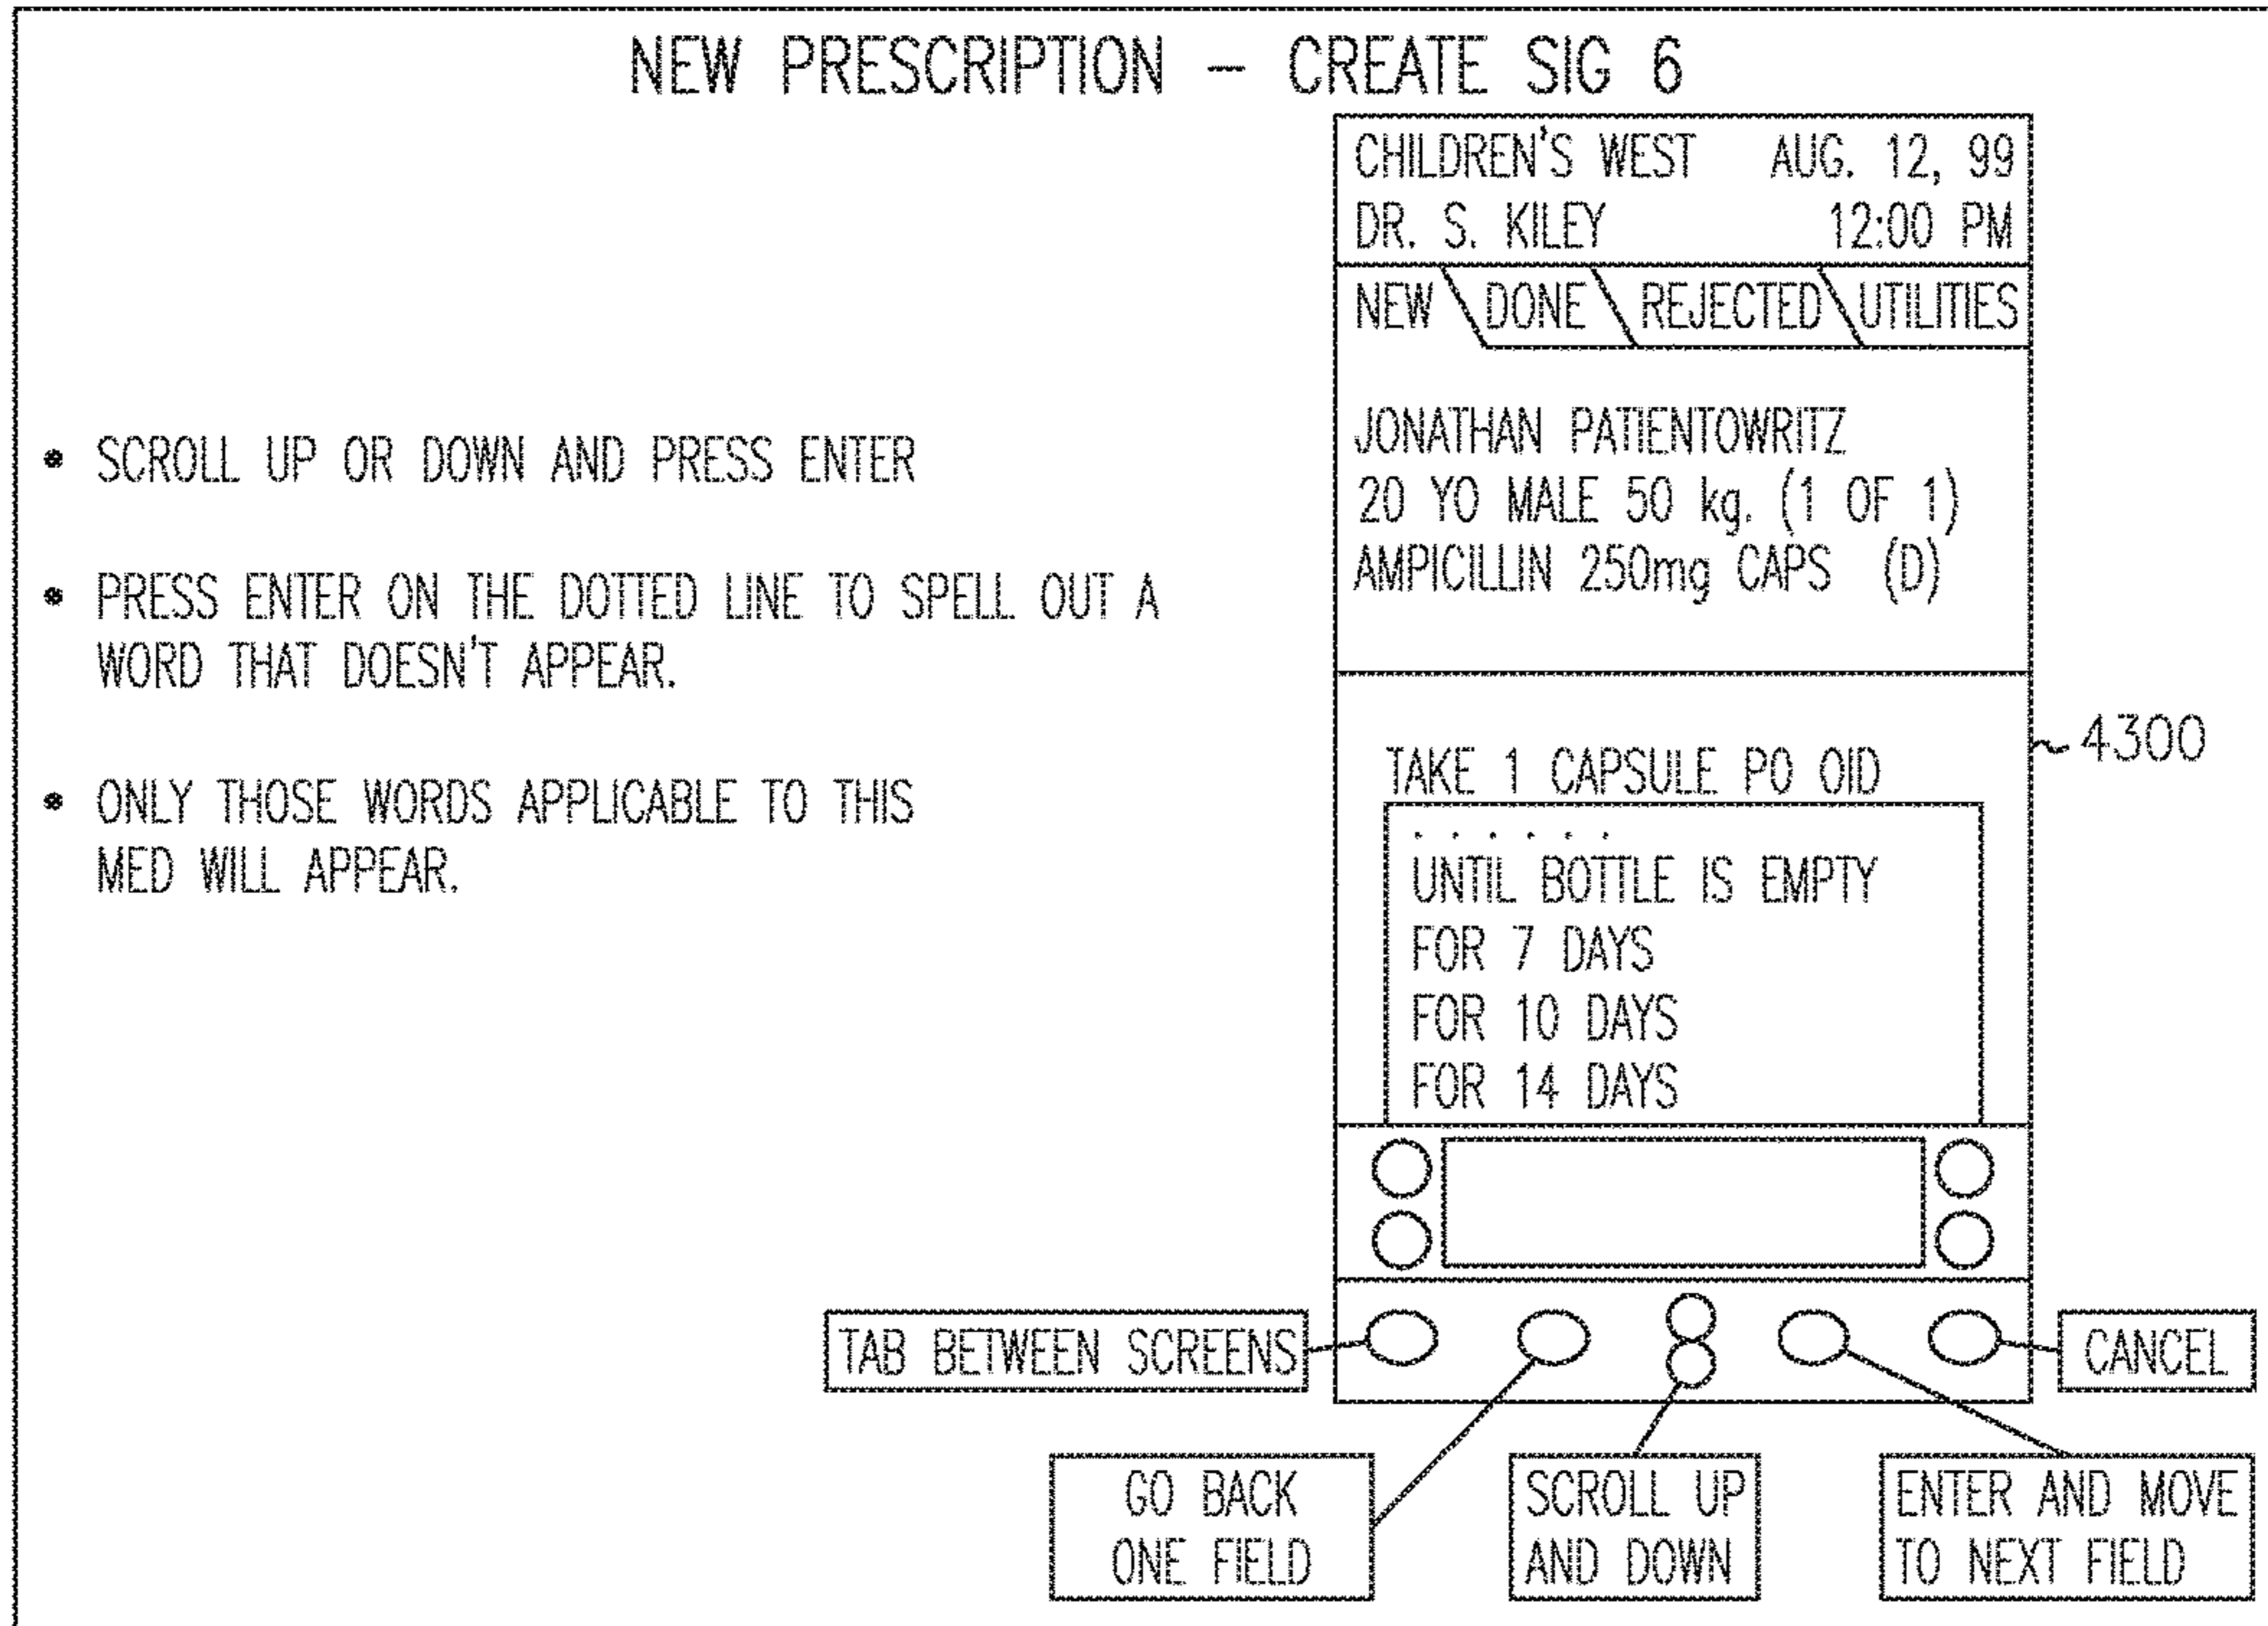 NEW PRESCRIPTION – CREATE SIG 6
CHILDREN'S WEST AUG. 12, 99
DR. S. KILEY 12:00 PM
NEW DONE REJECTED UTILITIES
JONATHAN PATIENTOWRITZ
20 YO MALE 50 kg. (1 OF 1)
AMPICILLIN 250mg CAPS (D)
• SCROLL UP OR DOWN AND PRESS ENTER
• PRESS ENTER ON THE DOTTED LINE TO SPELL OUT A
WORD THAT DOESN'T APPEAR.
• ONLY THOSE WORDS APPLICABLE TO THIS
MED WILL APPEAR.
4300
TAKE 1 CAPSULE PO OID
. . . . . .
UNTIL BOTTLE IS EMPTY
FOR 7 DAYS
FOR 10 DAYS
FOR 14 DAYS
TAB BETWEEN SCREENS
CANCEL
GO BACK
ONE FIELD
SCROLL UP
AND DOWN
ENTER AND MOVE
TO NEXT FIELD